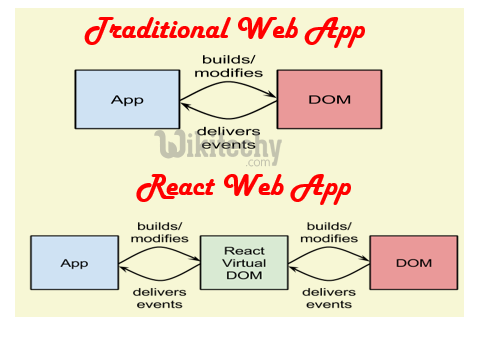 Traditional Web App
builds/
modifies
App
DOM
delivers
events
Wikitechy
.com
React Web App
builds/
modifies
builds/
modifies
App
React
Virtual
DOM
DOM
delivers
events
delivers
events